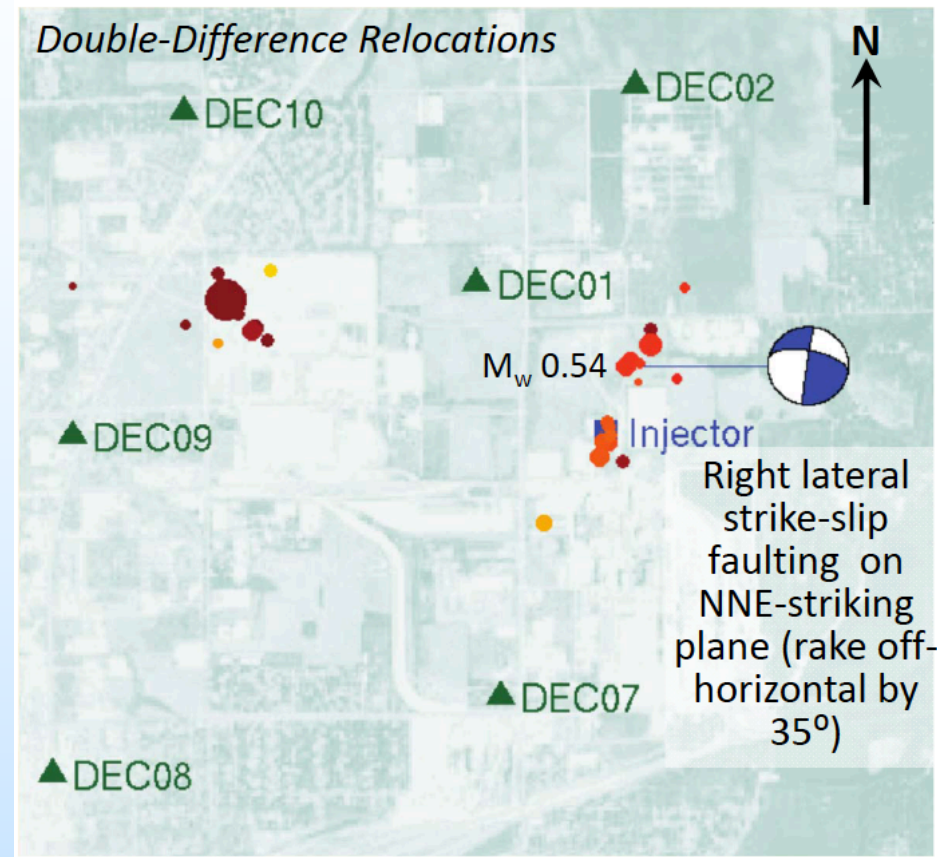 Double-Difference Relocations
N
DEC02
DEC10
DEC01
Mw 0.54
Injector
DEC09
Right lateral
strike-slip
faulting on
NNE-striking
plane (rake off-
horizontal by
35º)
DEC07
DEC08